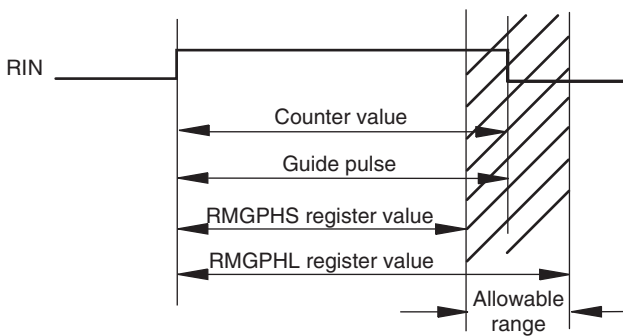 RIN
Counter value
Guide pulse
RMGPHS register value
RMGPHL register value
Allowable
range